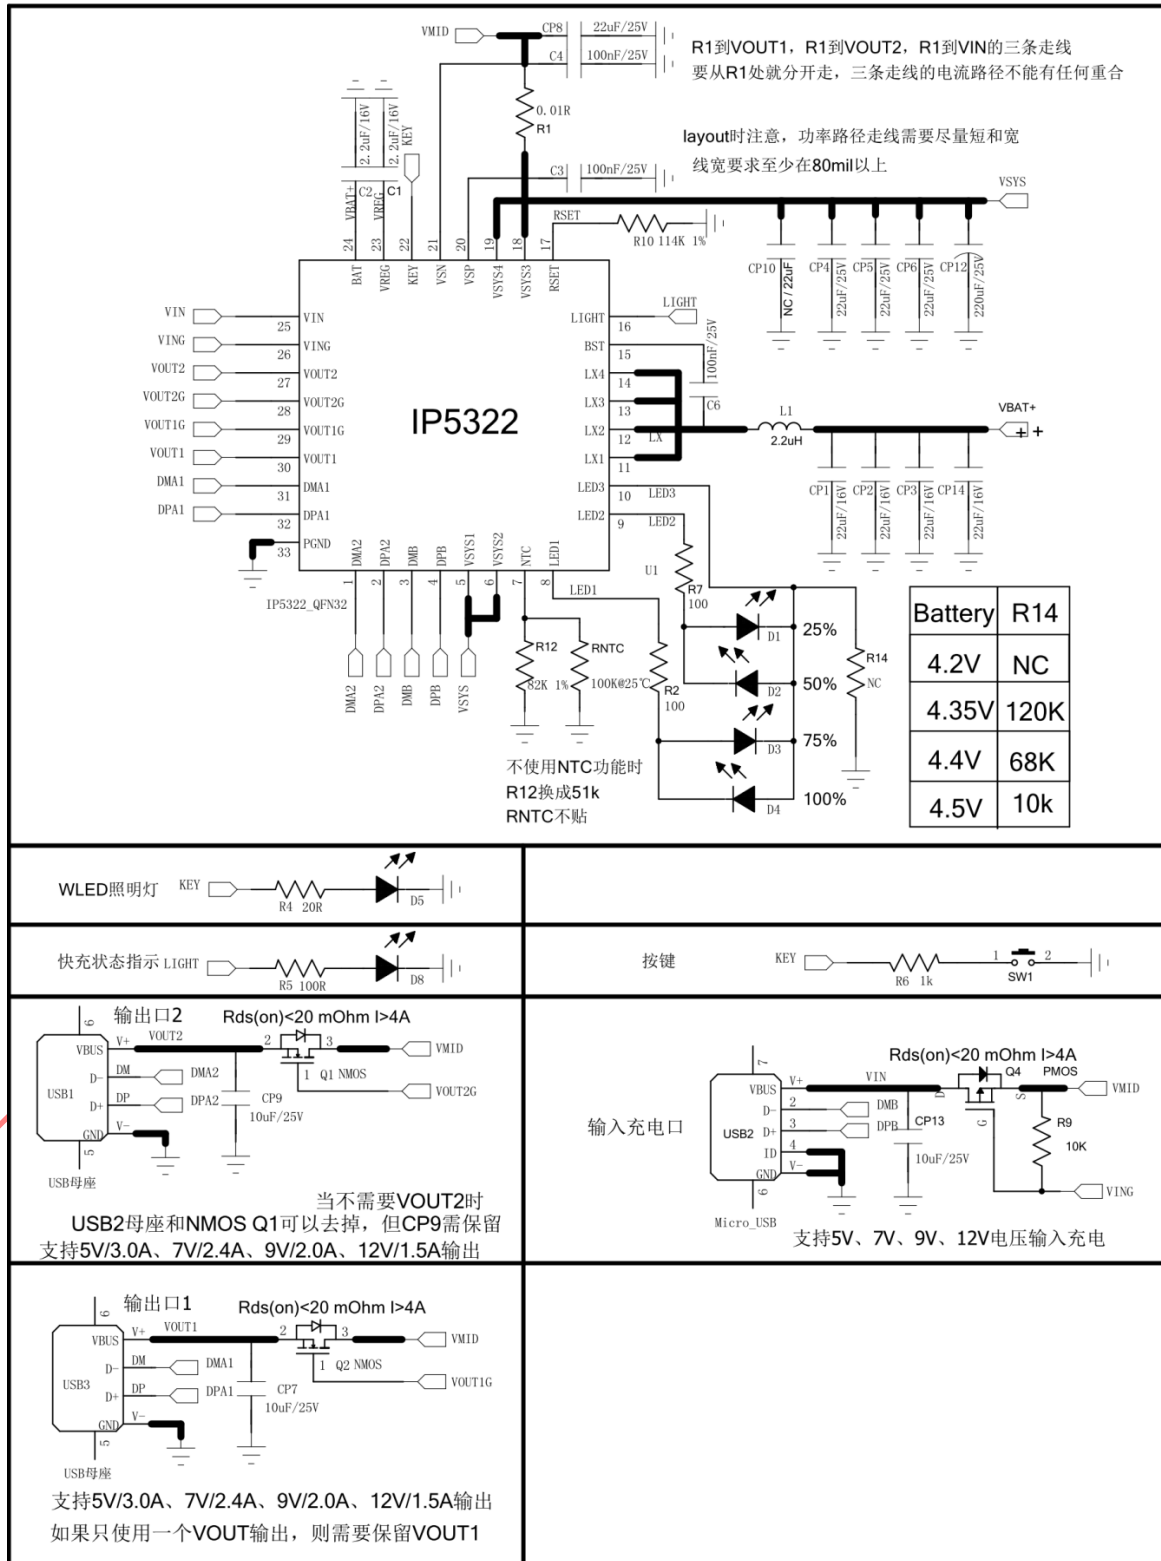 VMID
CP8
22uF/25V
C4
100nF/25V
R1到VOUT1，R1到VOUT2，R1到VIN的三条走线
要从R1处就分开走，三条走线的电流路径不能有任何重合
0.01R
R1
layout时注意，功率路径走线需要尽量短和宽
线宽要求至少在80mil以上
2.2uF/16V
2.2uF/16V
KEY
C3
100nF/25V
VSYS
VBAT+
C2
VREG
C1
RSET
R10 114K 1%
24
23
22
21
20
19
18
17
BAT
VREG
KEY
VSN
VSP
VSYS4
VSYS3
RSET
CP10
NC / 22uF
CP4
22uF/25V
CP5
22uF/25V
CP6
22uF/25V
CP12
220uF/25V
VIN
25
VIN
VING
26
VING
VOUT2
27
VOUT2
VOUT2G
28
VOUT2G
VOUT1G
29
VOUT1G
VOUT1
30
VOUT1
DMA1
31
DMA1
DPA1
32
DPA1
33
PGND
IP5322
LIGHT
16
LIGHT
BST
15
100nF/25V
C6
LX4
14
LX3
13
LX2
12
LX
LX1
11
LED3
10
LED3
LED2
9
LED2
L1
2.2uH
VBAT+
+ +
CP1
22uF/16V
CP2
22uF/16V
CP3
22uF/16V
CP14
22uF/16V
DMA2
DPA2
DMB
DPB
VSYS1
VSYS2
NTC
LED1
1
2
3
4
5
6
7
8
IP5322_QFN32
U1
LED1
DMA2
DPA2
DMB
DPB
VSYS
R12
82K 1%
RNTC
100K@25℃
R7
100
R2
100
D1
25%
D2
50%
D3
75%
D4
100%
R14
NC
不使用NTC功能时
R12换成51k
RNTC不贴
Battery R14
4.2V NC
4.35V 120K
4.4V 68K
4.5V 10k
WLED照明灯
KEY
R4 20R
D5
快充状态指示
LIGHT
R5 100R
D8
按键
KEY
R6 1k
1
2
SW1
输出口2
Rds(on)<20 mOhm I>4A
6
VBUS
V+
VOUT2
2
3
VMID
1
Q1 NMOS
VOUT2G
USB1
D-
DM
DMA2
D+
DP
DPA2
CP9
10uF/25V
GND
V-
5
USB母座
当不需要VOUT2时
USB2母座和NMOS Q1可以去掉，但CP9需保留
支持5V/3.0A、7V/2.4A、9V/2.0A、12V/1.5A输出
输入充电口
Rds(on)<20 mOhm I>4A
Q4
PMOS
7
VBUS
V+
VIN
D
S
G
VMID
USB2
D-
2
DMB
D+
3
DPB
ID
4
GND
V-
6
CP13
10uF/25V
R9
10K
VING
Micro_USB
支持5V、7V、9V、12V电压输入充电
输出口1
Rds(on)<20 mOhm I>4A
6
VBUS
V+
VOUT1
2
3
VMID
1
Q2 NMOS
VOUT1G
USB3
D-
DM
DMA1
D+
DP
DPA1
CP7
10uF/25V
GND
V-
5
USB母座
支持5V/3.0A、7V/2.4A、9V/2.0A、12V/1.5A输出
如果只使用一个VOUT输出，则需要保留VOUT1